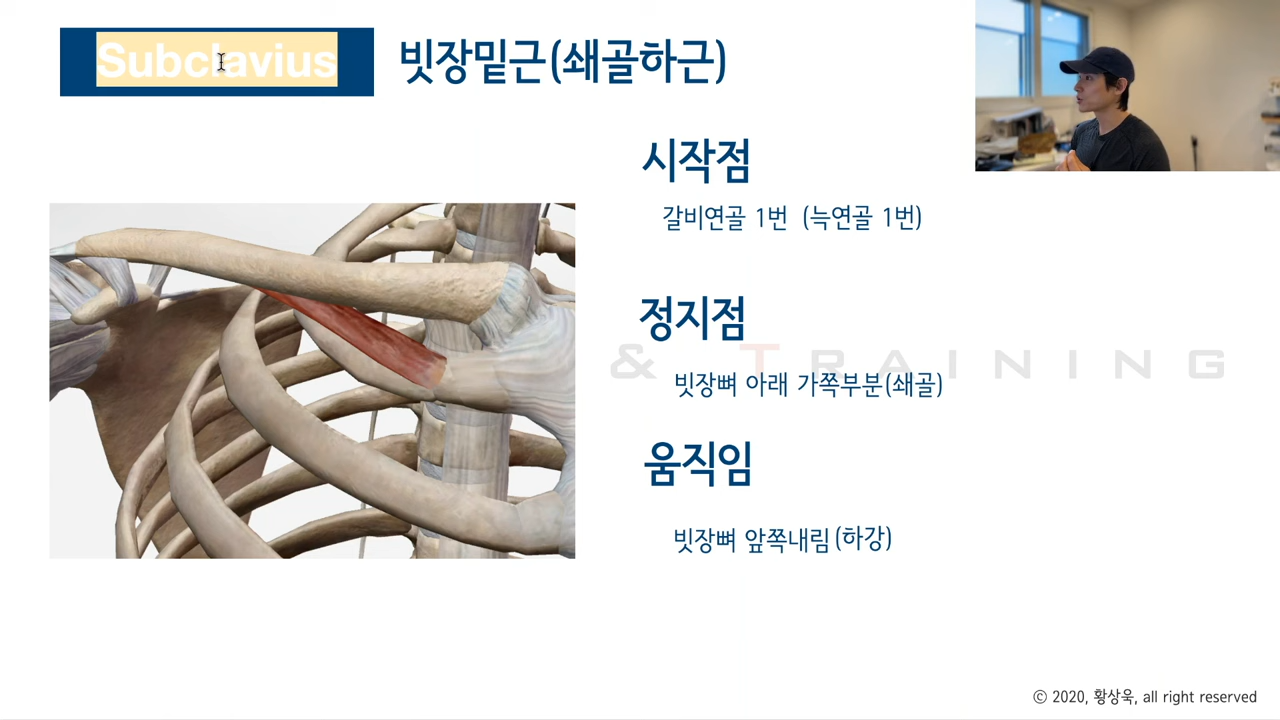 Subclavius
빗장밑근(쇄골하근)
시작점
갈비연골 1번 (늑연골 1번)
정지점
& TRAINING
빗장뼈 아래 가쪽부분(쇄골)
움직임
빗장뼈 앞쪽내림(하강)
© 2020, 황상욱, all right reserved